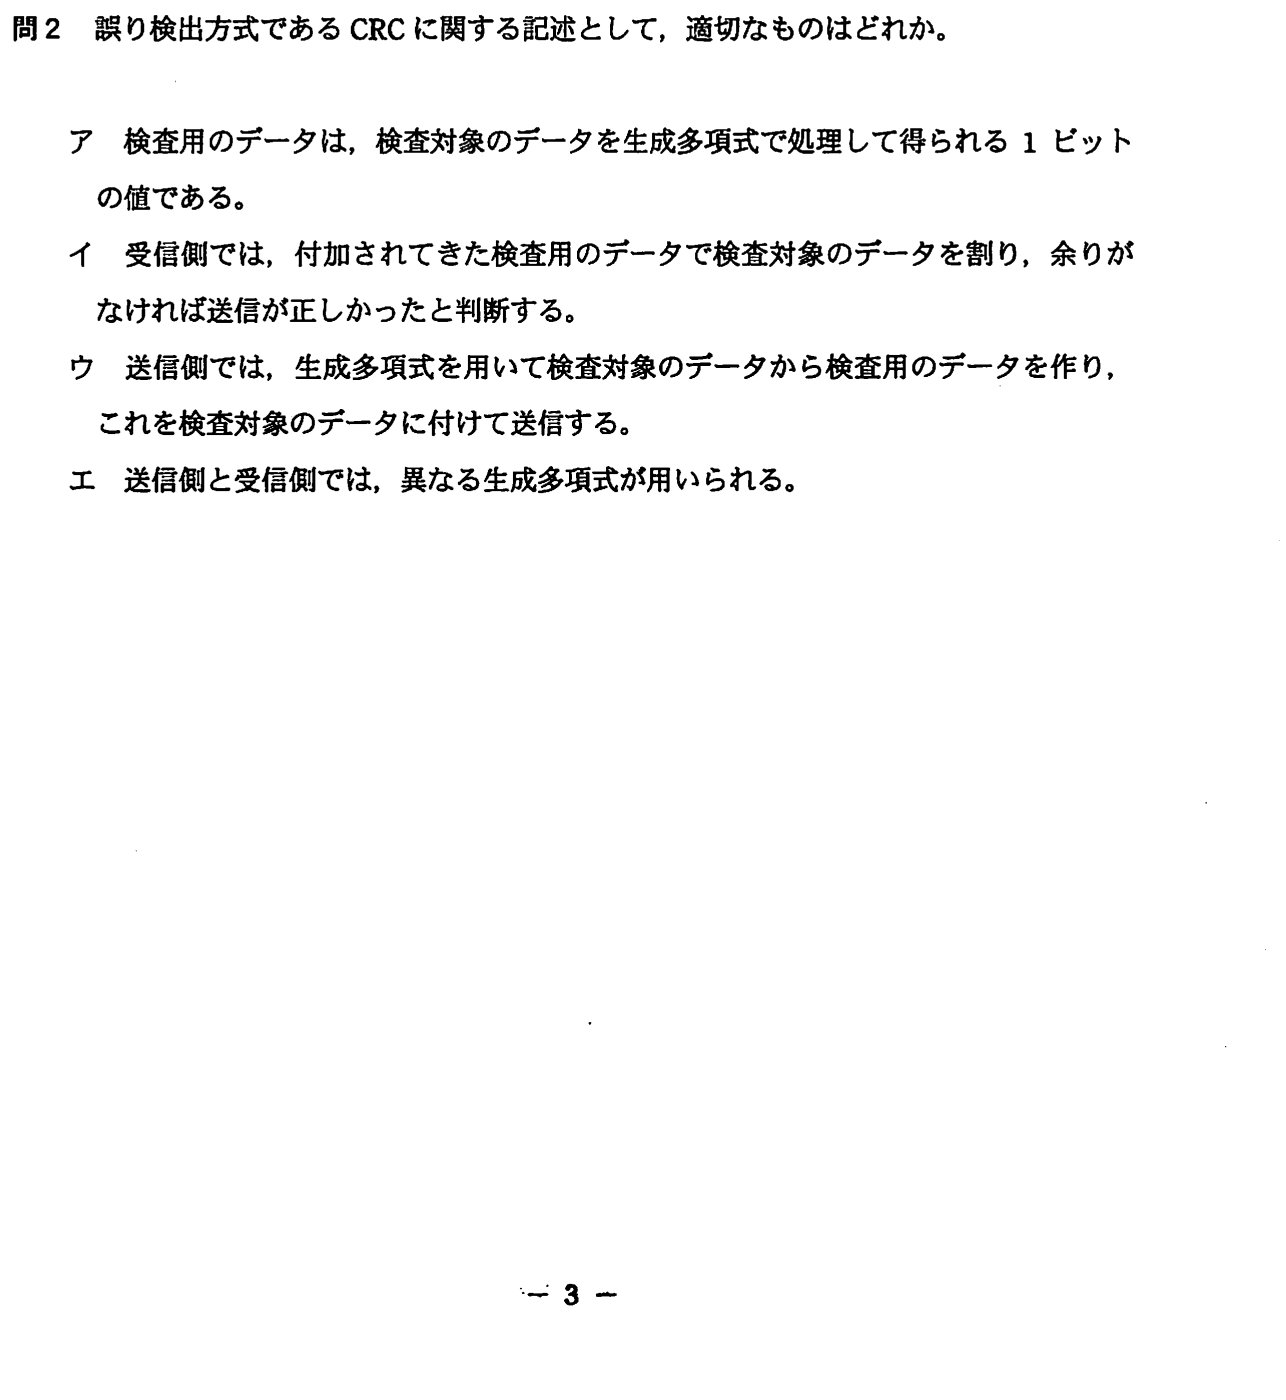 問2　誤り検出方式である CRC に関する記述として，適切なものはどれか。
ア　検査用のデータは，検査対象のデータを生成多項式で処理して得られる 1 ビット
の値である。
イ　受信側では，付加されてきた検査用のデータで検査対象のデータを割り，余りが
なければ送信が正しかったと判断する。
ウ　送信側では，生成多項式を用いて検査対象のデータから検査用のデータを作り，
これを検査対象のデータに付けて送信する。
エ　送信側と受信側では，異なる生成多項式が用いられる。
－ 3 －